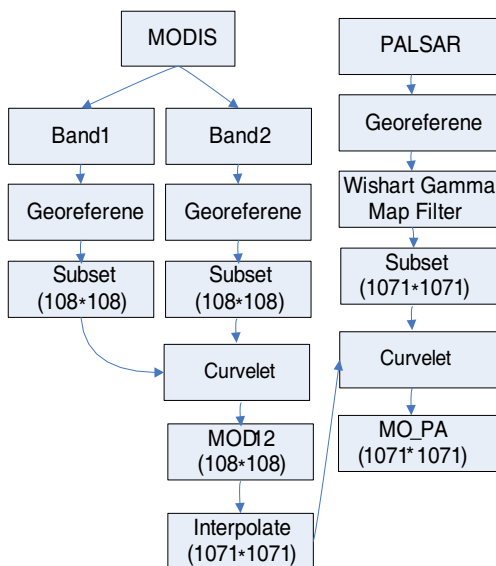 MODIS
Band1
Band2
Georeferene
Georeferene
Subset
(108*108)
Subset
(108*108)
Curvelet
MOD12
(108*108)
Interpolate
(1071*1071)
PALSAR
Georeferene
Wishart Gamma
Map Filter
Subset
(1071*1071)
Curvelet
MO_PA
(1071*1071)